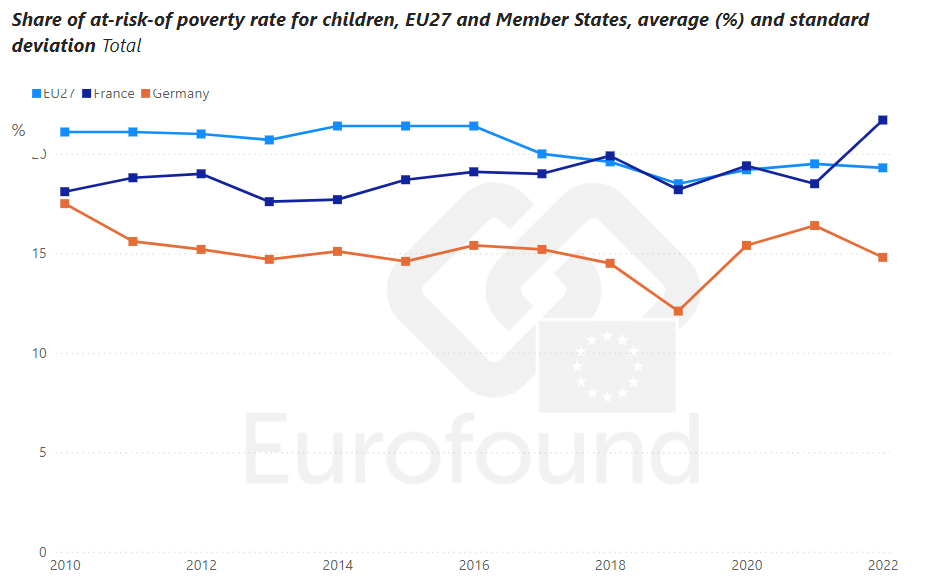 Share of at-risk-of poverty rate for children, EU27 and Member States, average (%) and standard
deviation Total
EU27 France Germany
%
20
15
10
5
0
Eurofound
2010 2012 2014 2016 2018 2020 2022